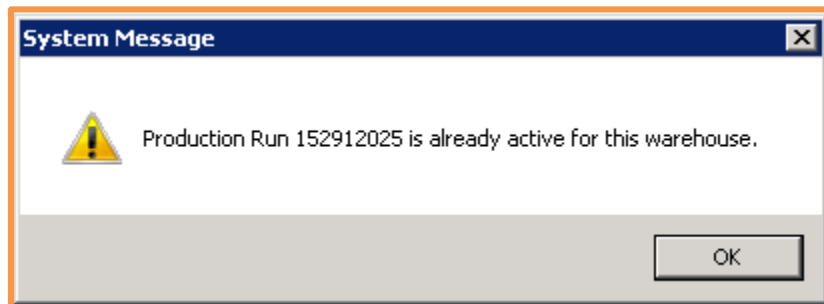 System Message
Production Run 152912025 is already active for this warehouse.
OK